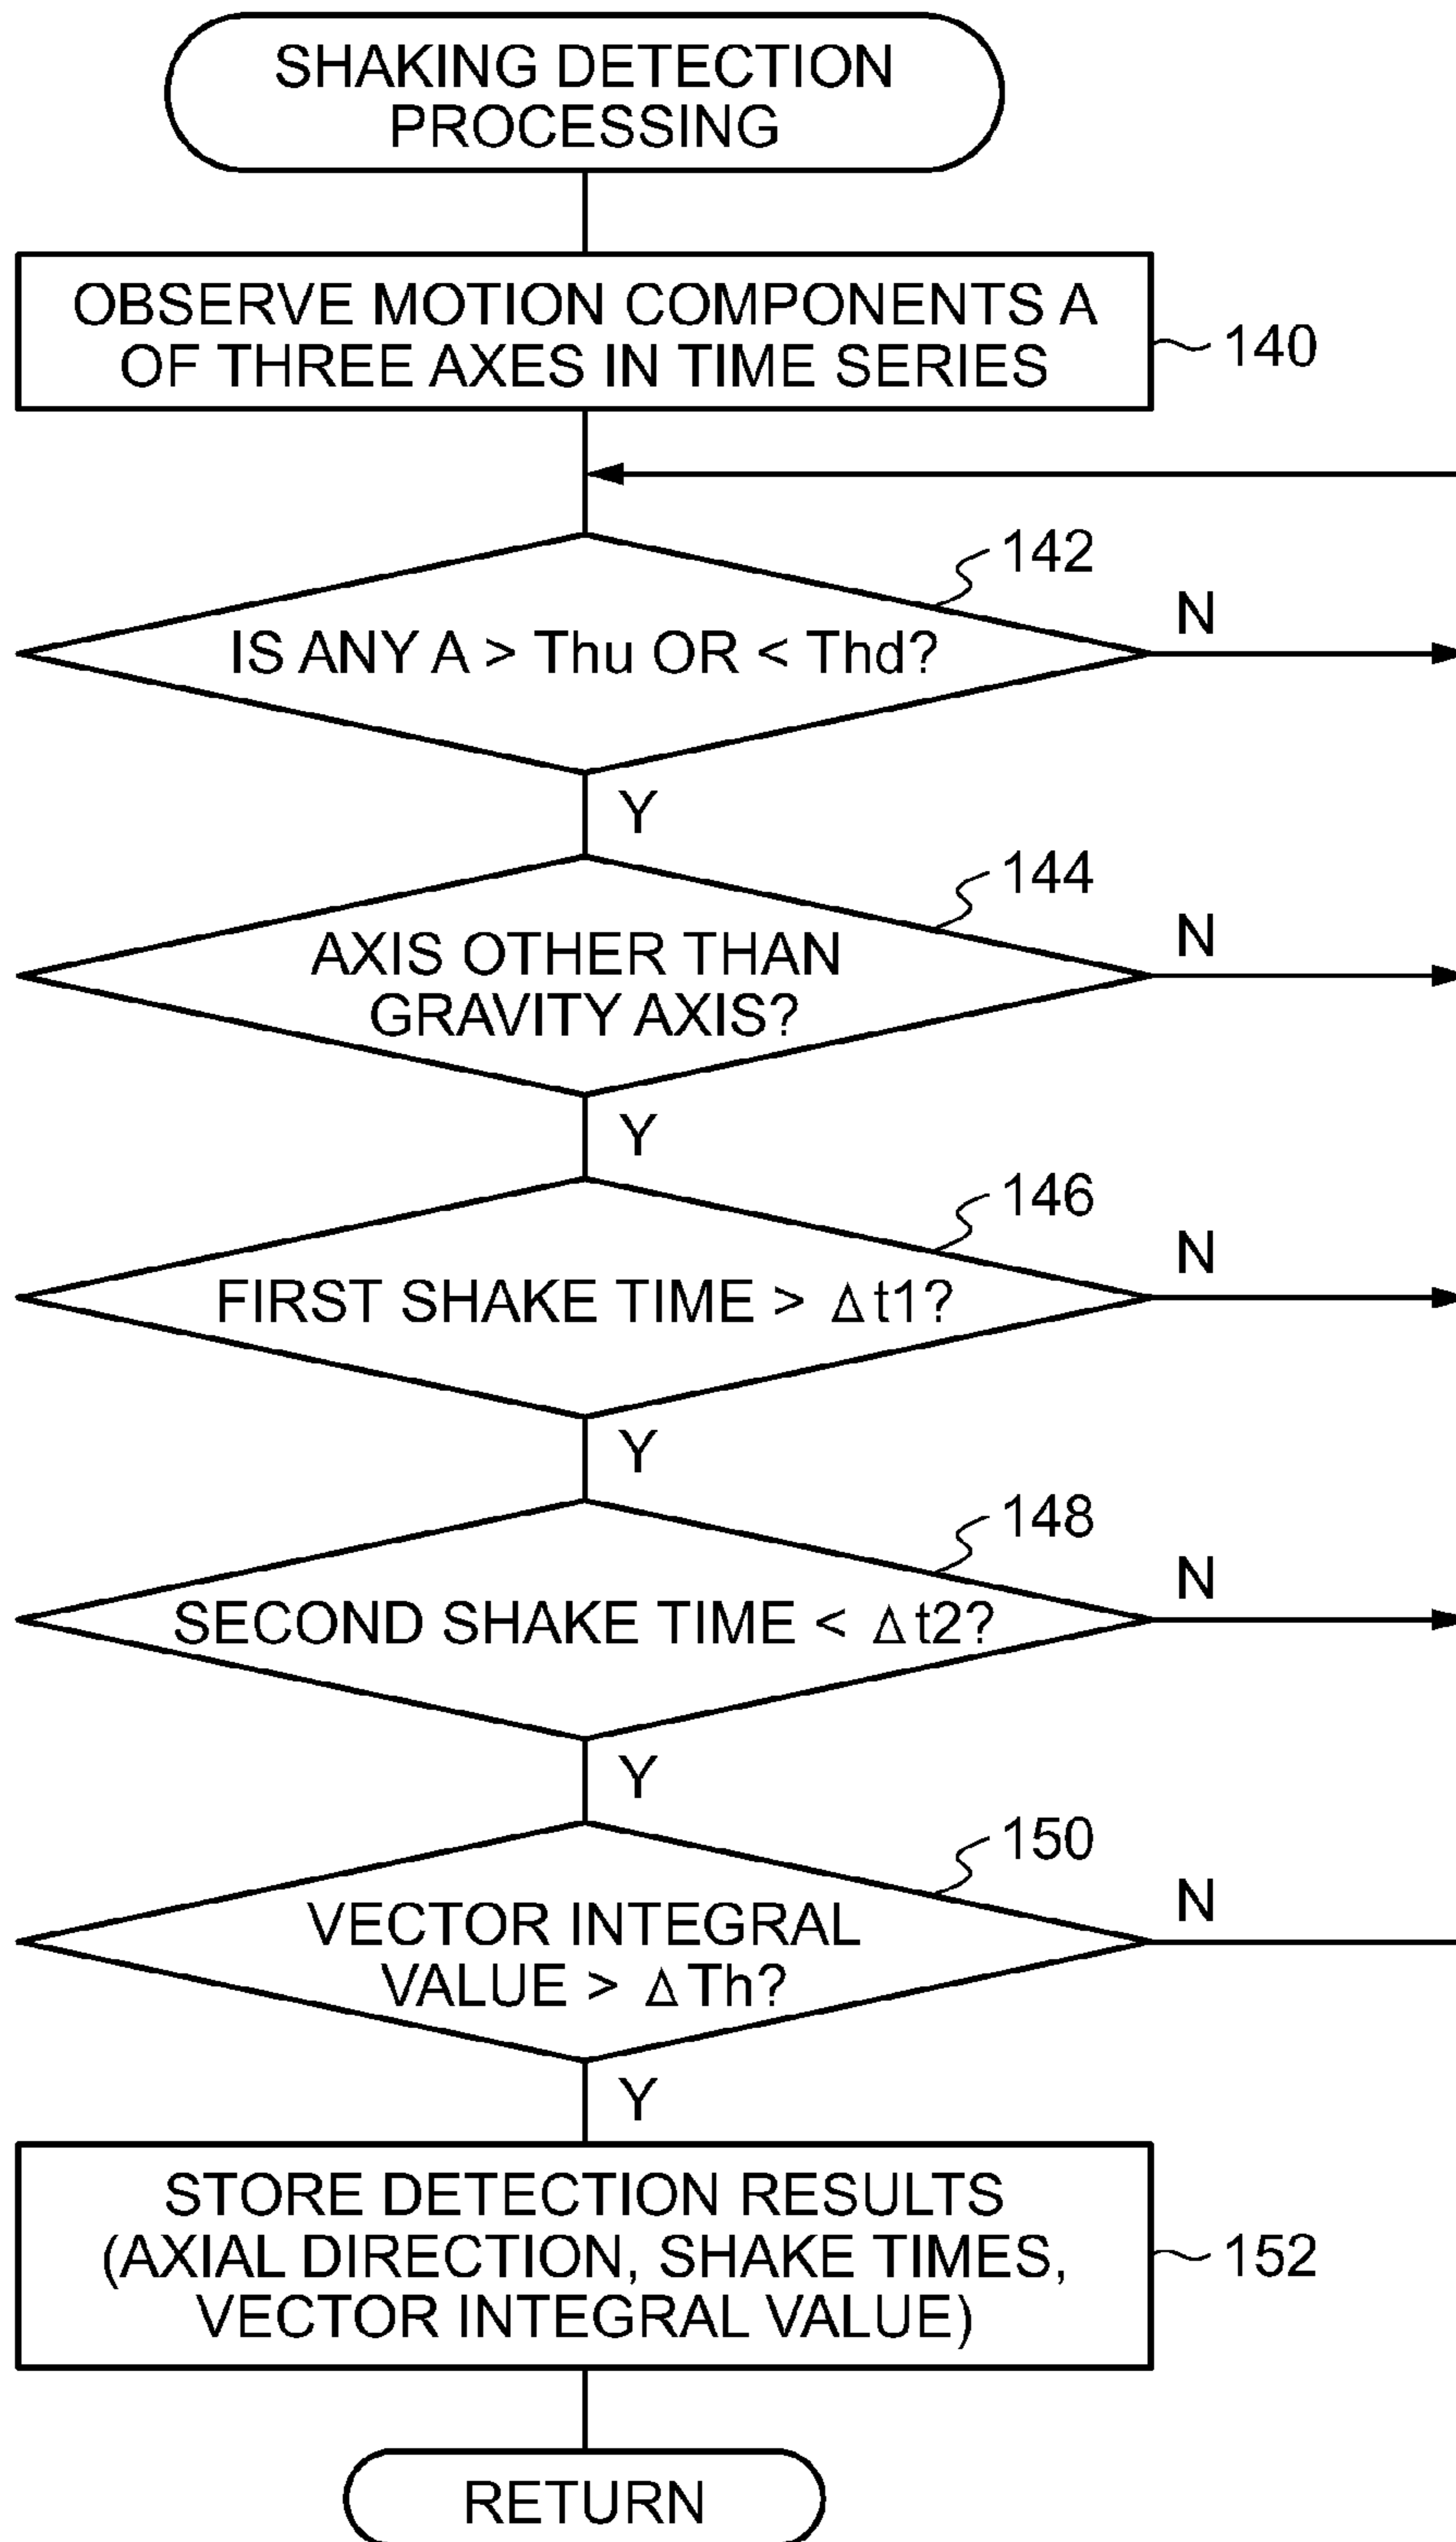 SHAKING DETECTION
PROCESSING
OBSERVE MOTION COMPONENTS A
OF THREE AXES IN TIME SERIES
140
142
N
IS ANY A > Thu OR < Thd?
Y
144
N
AXIS OTHER THAN
GRAVITY AXIS?
Y
146
N
FIRST SHAKE TIME > Δt1?
Y
148
N
SECOND SHAKE TIME < Δt2?
Y
150
N
VECTOR INTEGRAL
VALUE > ΔTh?
Y
STORE DETECTION RESULTS
(AXIAL DIRECTION, SHAKE TIMES,
VECTOR INTEGRAL VALUE)
152
RETURN